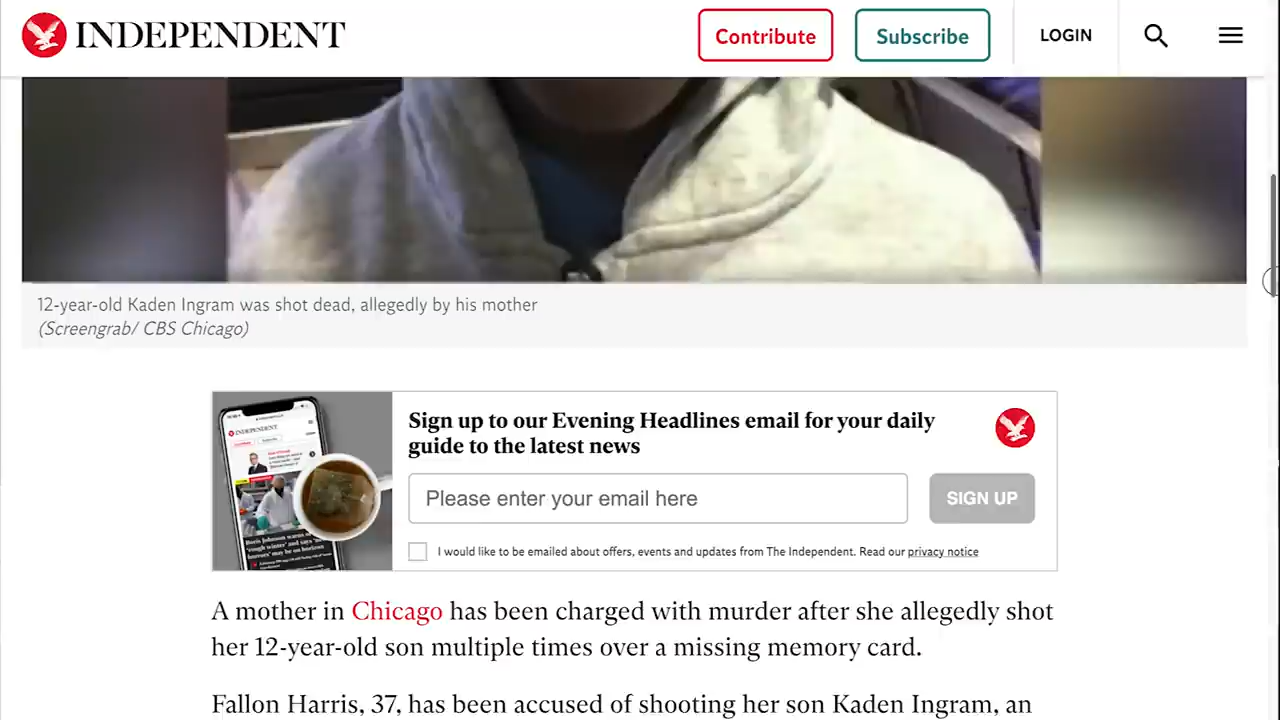 INDEPENDENT
Contribute
Subscribe
LOGIN
12-year-old Kaden Ingram was shot dead, allegedly by his mother
(Screengrab/ CBS Chicago)
Sign up to our Evening Headlines email for your daily
guide to the latest news
Please enter your email here
SIGN UP
I would like to be emailed about offers, events and updates from The Independent. Read our privacy notice
INDEPENDENT
A mother in Chicago has been charged with murder after she allegedly shot
her 12-year-old son multiple times over a missing memory card.
Fallon Harris, 37, has been accused of shooting her son Kaden Ingram, an